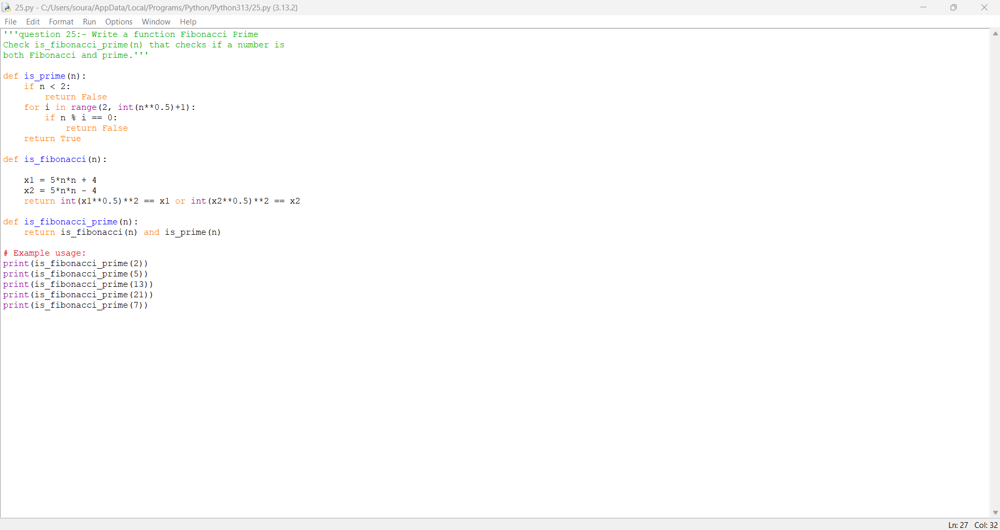 25.py - C:/Users/soura/AppData/Local/Programs/Python/Python313/25.py (3.13.2)
File Edit Format Run Options Window Help
'''question 25:- Write a function Fibonacci Prime
Check is_fibonacci_prime(n) that checks if a number is
both Fibonacci and prime.'''

def is_prime(n):
    if n < 2:
        return False
    for i in range(2, int(n**0.5)+1):
        if n % i == 0:
            return False
    return True

def is_fibonacci(n):

    x1 = 5*n*n + 4
    x2 = 5*n*n - 4
    return int(x1**0.5)**2 == x1 or int(x2**0.5)**2 == x2

def is_fibonacci_prime(n):
    return is_fibonacci(n) and is_prime(n)

# Example usage:
print(is_fibonacci_prime(2))
print(is_fibonacci_prime(5))
print(is_fibonacci_prime(13))
print(is_fibonacci_prime(21))
print(is_fibonacci_prime(7))
Ln: 27 Col: 32